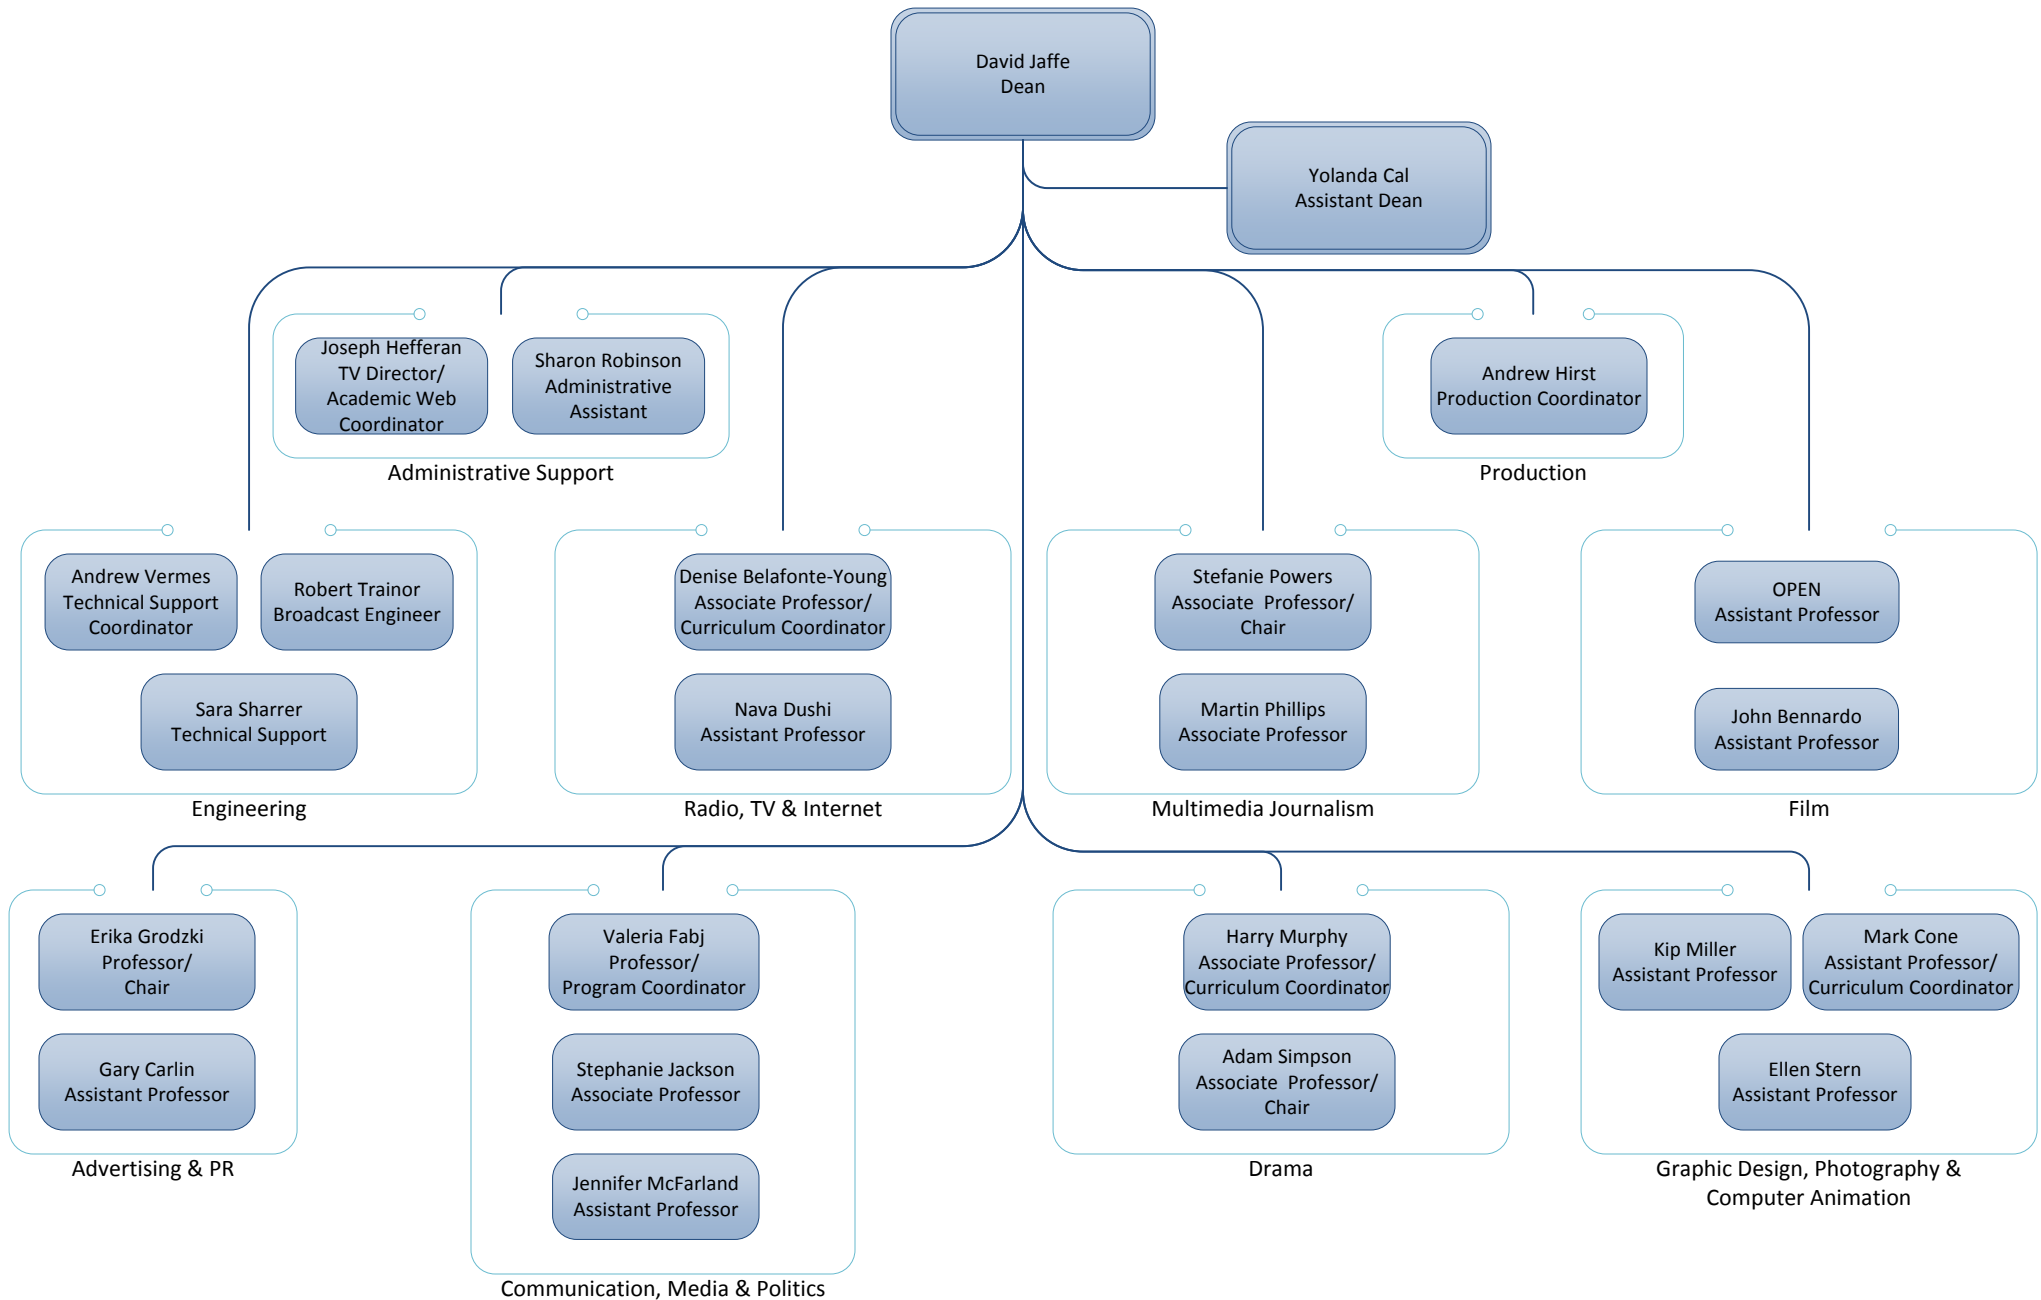 David Jaffe
Dean
Yolanda Cal
Assistant Dean
Joseph Hefferan
TV Director/
Academic Web
Coordinator
Sharon Robinson
Administrative
Assistant
Administrative Support
Andrew Hirst
Production Coordinator
Production
Andrew Vermes
Technical Support
Coordinator
Robert Trainor
Broadcast Engineer
Sara Sharrer
Technical Support
Engineering
Denise Belafonte-Young
Associate Professor/
Curriculum Coordinator
Nava Dushi
Assistant Professor
Radio, TV & Internet
Stefanie Powers
Associate  Professor/
Chair
Martin Phillips
Associate Professor
Multimedia Journalism
OPEN
Assistant Professor
John Bennardo
Assistant Professor
Film
Erika Grodzki
Professor/
Chair
Gary Carlin
Assistant Professor
Advertising & PR
Valeria Fabj
Professor/
Program Coordinator
Stephanie Jackson
Associate Professor
Jennifer McFarland
Assistant Professor
Communication, Media & Politics
Harry Murphy
Associate Professor/
Curriculum Coordinator
Adam Simpson
Associate  Professor/
Chair
Drama
Kip Miller
Assistant Professor
Mark Cone
Assistant Professor/
Curriculum Coordinator
Ellen Stern
Assistant Professor
Graphic Design, Photography &
Computer Animation